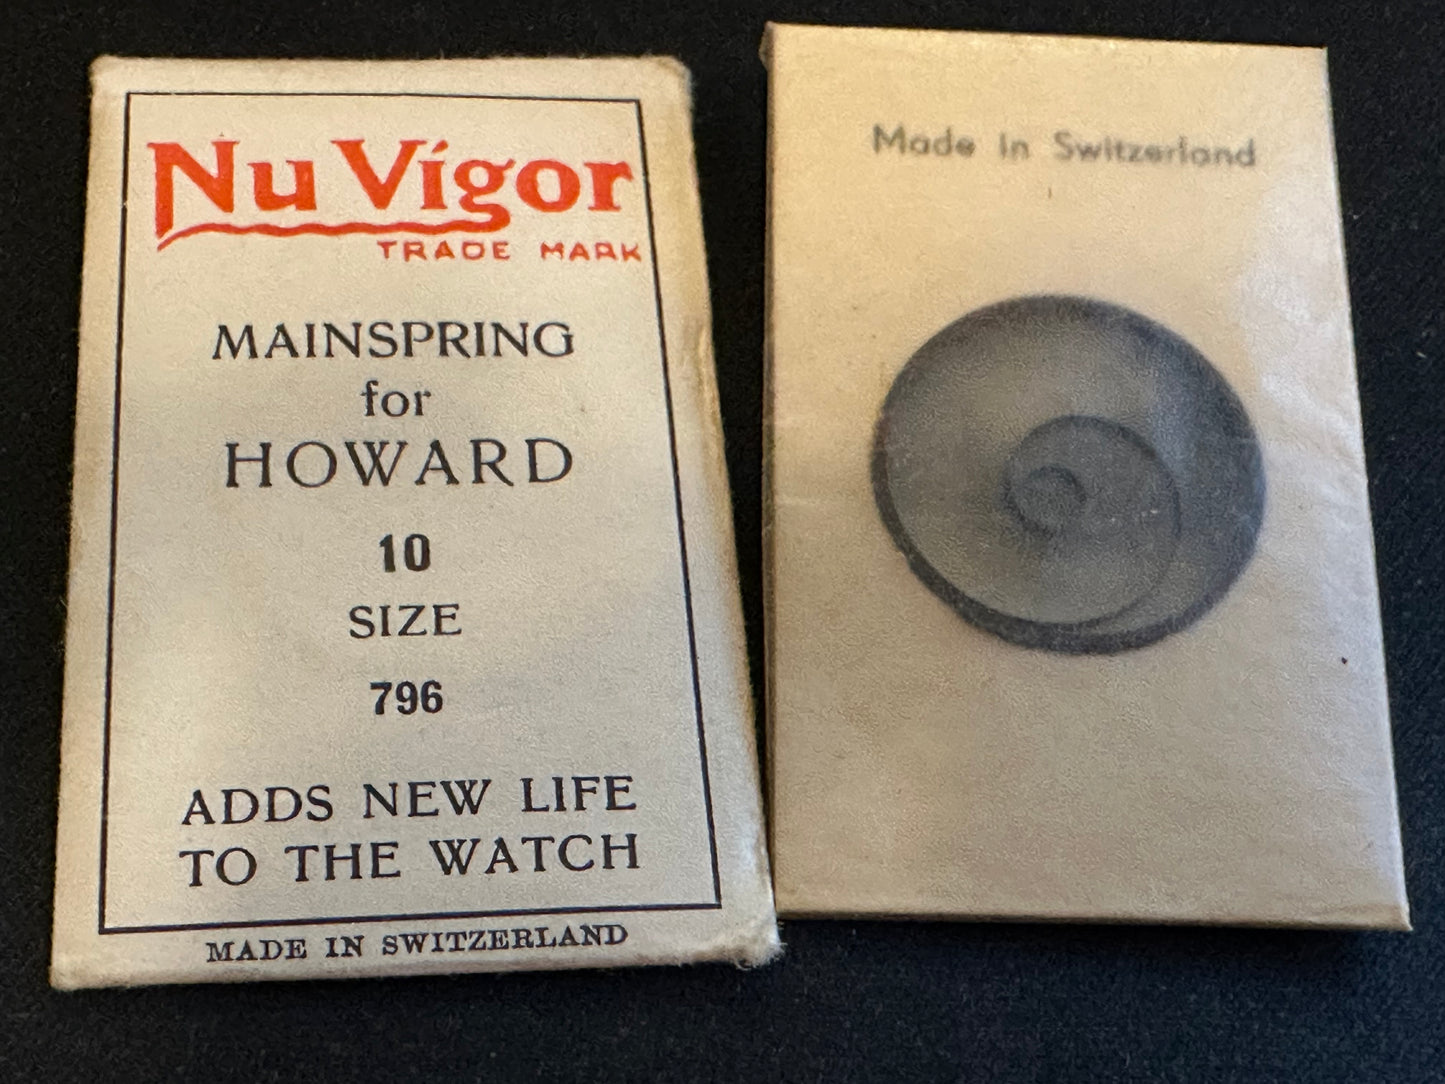 Nu Vigor
TRADE MARK
MAINSPRING
for
HOWARD
10
SIZE
796
ADDS NEW LIFE
TO THE WATCH
MADE IN SWITZERLAND
Made in Switzerland